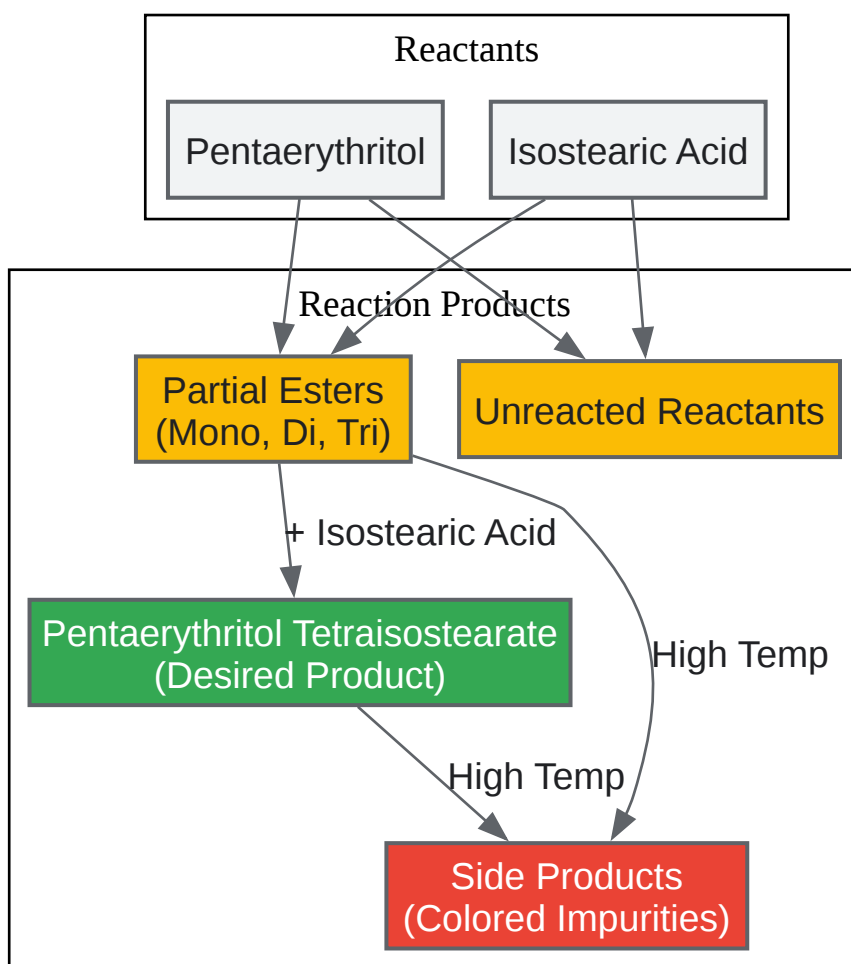 Reactants
Pentaerythritol
Isostearic Acid
Reaction Products
Partial Esters
(Mono, Di, Tri)
Unreacted Reactants
+ Isostearic Acid
Pentaerythritol Tetraisostearate
(Desired Product)
High Temp
High Temp
Side Products
(Colored Impurities)